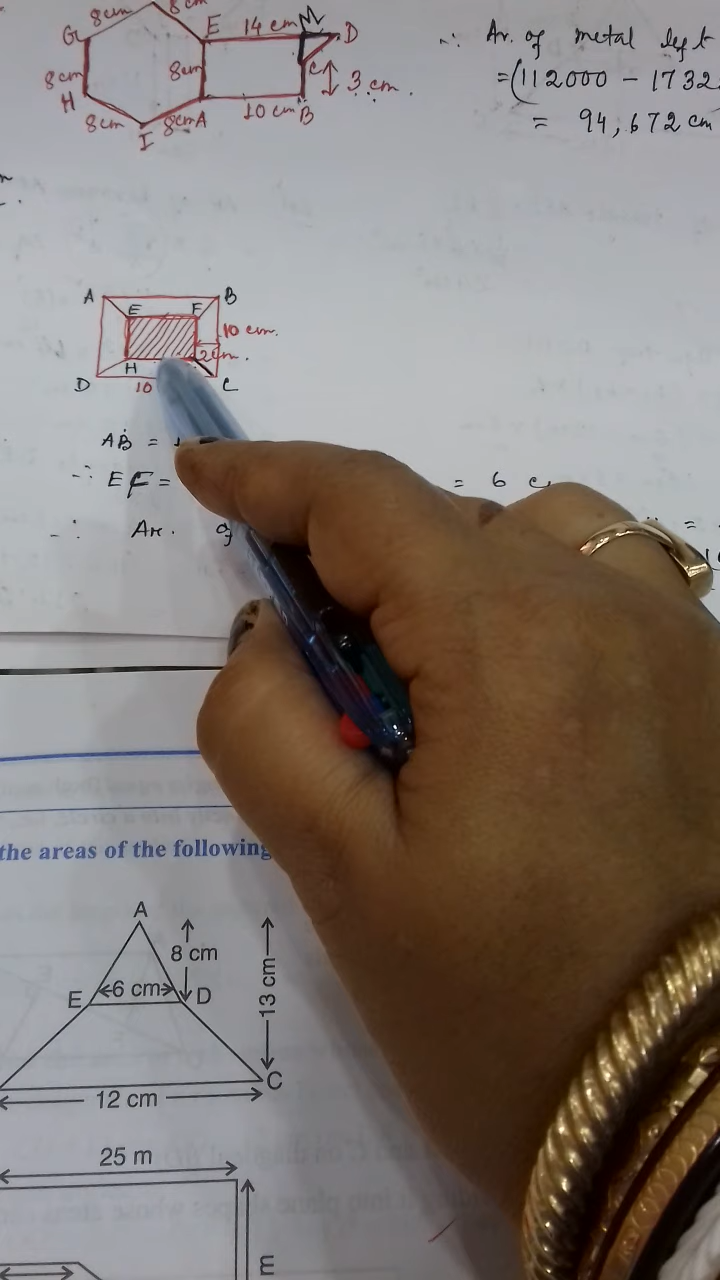 8cm 8cm
G E 14 cm D
8cm 8cm C 3 cm.
H 8cm 8cm A 10 cm B
I
∴ Ar. of metal left
=(112000 - 1732
= 94,672 cm
A B
E F
10 cm.
2cm.
H
D 10 C
AB =
∴ EF = = 6 c
∴ Ar. of
the areas of the following
A
8 cm
E 6 cm D 13 cm
C
12 cm
25 m
m